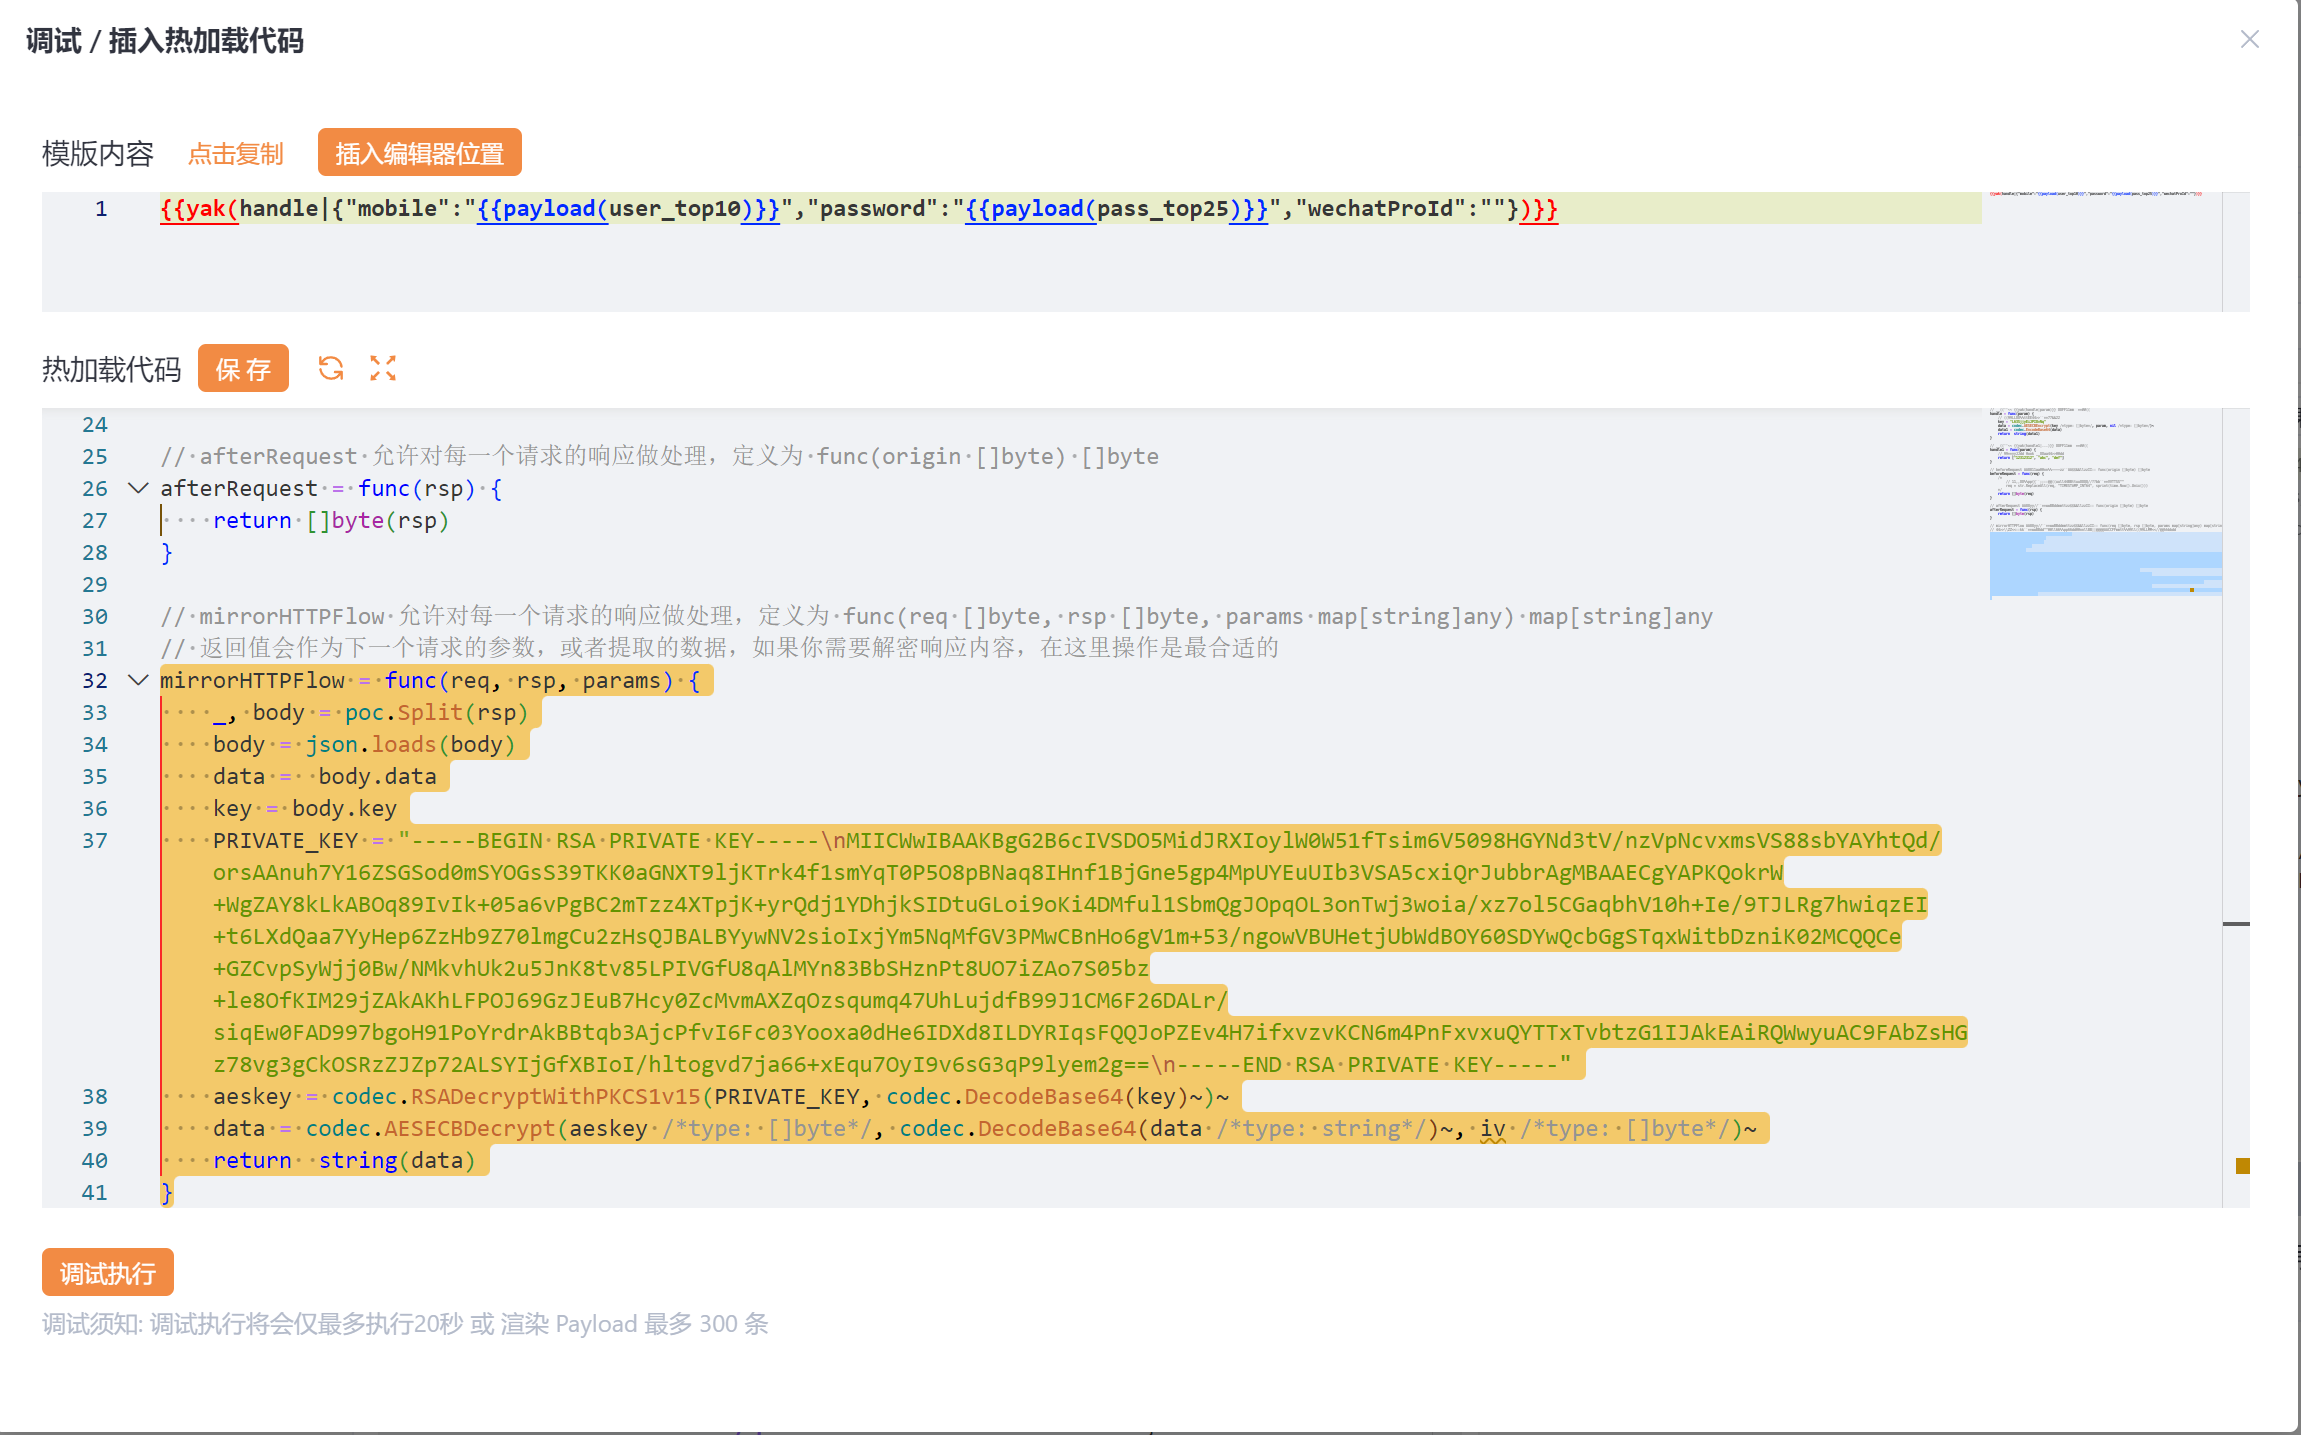 调试 / 插入热加载代码
模版内容 点击复制 插入编辑器位置
1 {{yak(handle|{"mobile":"{{payload(user_top10)}}","password":"{{payload(pass_top25)}}","wechatProId":""})}}
热加载代码 保 存
24
25 // afterRequest 允许对每一个请求的响应做处理，定义为 func(origin []byte) []byte
26 afterRequest = func(rsp) {
27     return []byte(rsp)
28 }
29
30 // mirrorHTTPFlow 允许对每一个请求的响应做处理，定义为 func(req []byte, rsp []byte, params map[string]any) map[string]any
31 // 返回值会作为下一个请求的参数，或者提取的数据，如果你需要解密响应内容，在这里操作是最合适的
32 mirrorHTTPFlow = func(req, rsp, params) {
33     _, body = poc.Split(rsp)
34     body = json.loads(body)
35     data =  body.data
36     key = body.key
37     PRIVATE_KEY = "-----BEGIN RSA PRIVATE KEY-----\nMIICWwIBAAKBgG2B6cIVSDO5MidJRXIoylW0W51fTsim6V5098HGYNd3tV/nzVpNcvxmsVS88sbYAYhtQd/
orsAAnuh7Y16ZSGSod0mSYOGsS39TKK0aGNXT9ljKTrk4f1smYqT0P5O8pBNaq8IHnf1BjGne5gp4MpUYEuUIb3VSA5cxiQrJubbrAgMBAAECgYAPKQokrW
+WgZAY8kLkABOq89IvIk+05a6vPgBC2mTzz4XTpjK+yrQdj1YDhjkSIDtuGLoi9oKi4DMful1SbmQgJOpqOL3onTwj3woia/xz7ol5CGaqbhV10h+Ie/9TJLRg7hwiqzEI
+t6LXdQaa7YyHep6ZzHb9Z70lmgCu2zHsQJBALBYywNV2sioIxjYm5NqMfGV3PMwCBnHo6gV1m+53/ngowVBUHetjUbWdBOY60SDYwQcbGgSTqxWitbDzniK02MCQQCe
+GZCvpSyWjj0Bw/NMkvhUk2u5JnK8tv85LPIVGfU8qAlMYn83BbSHznPt8UO7iZAo7S05bz
+le8OfKIM29jZAkAKhLFPOJ69GzJEuB7Hcy0ZcMvmAXZqOzsqumq47UhLujdfB99J1CM6F26DALr/
siqEw0FAD997bgoH91PoYrdrAkBBtqb3AjcPfvI6Fc03Yooxa0dHe6IDXd8ILDYRIqsFQQJoPZEv4H7ifxvzvKCN6m4PnFxvxuQYTTxTvbtzG1IJAkEAiRQWwyuAC9FAbZsHG
z78vg3gCkOSRzZJZp72ALSYIjGfXBIoI/hltogvd7ja66+xEqu7OyI9v6sG3qP9lyem2g==\n-----END RSA PRIVATE KEY-----"
38     aeskey = codec.RSADecryptWithPKCS1v15(PRIVATE_KEY, codec.DecodeBase64(key)~)~
39     data = codec.AESECBDecrypt(aeskey /*type: []byte*/, codec.DecodeBase64(data /*type: string*/)~, iv /*type: []byte*/)~
40     return  string(data)
41 }
调试执行
调试须知: 调试执行将会仅最多执行20秒 或 渲染 Payload 最多 300 条